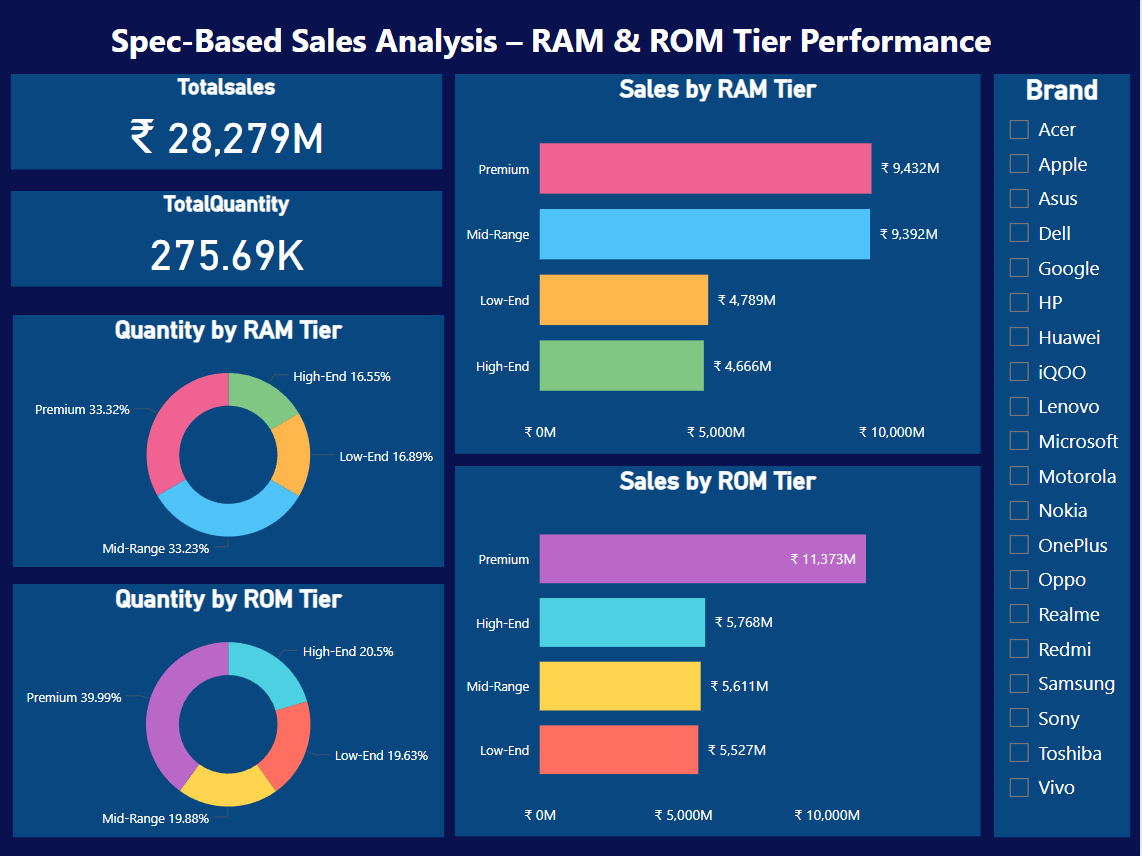 Spec-Based Sales Analysis – RAM & ROM Tier Performance
Totalsales
₹ 28,279M
TotalQuantity
275.69K
Quantity by RAM Tier
High-End 16.55%
Premium 33.32%
Low-End 16.89%
Mid-Range 33.23%
Quantity by ROM Tier
High-End 20.5%
Premium 39.99%
Low-End 19.63%
Mid-Range 19.88%
Sales by RAM Tier
Premium ₹ 9,432M
Mid-Range ₹ 9,392M
Low-End ₹ 4,789M
High-End ₹ 4,666M
₹ 0M ₹ 5,000M ₹ 10,000M
Sales by ROM Tier
Premium ₹ 11,373M
High-End ₹ 5,768M
Mid-Range ₹ 5,611M
Low-End ₹ 5,527M
₹ 0M ₹ 5,000M ₹ 10,000M
Brand
Acer
Apple
Asus
Dell
Google
HP
Huawei
iQOO
Lenovo
Microsoft
Motorola
Nokia
OnePlus
Oppo
Realme
Redmi
Samsung
Sony
Toshiba
Vivo